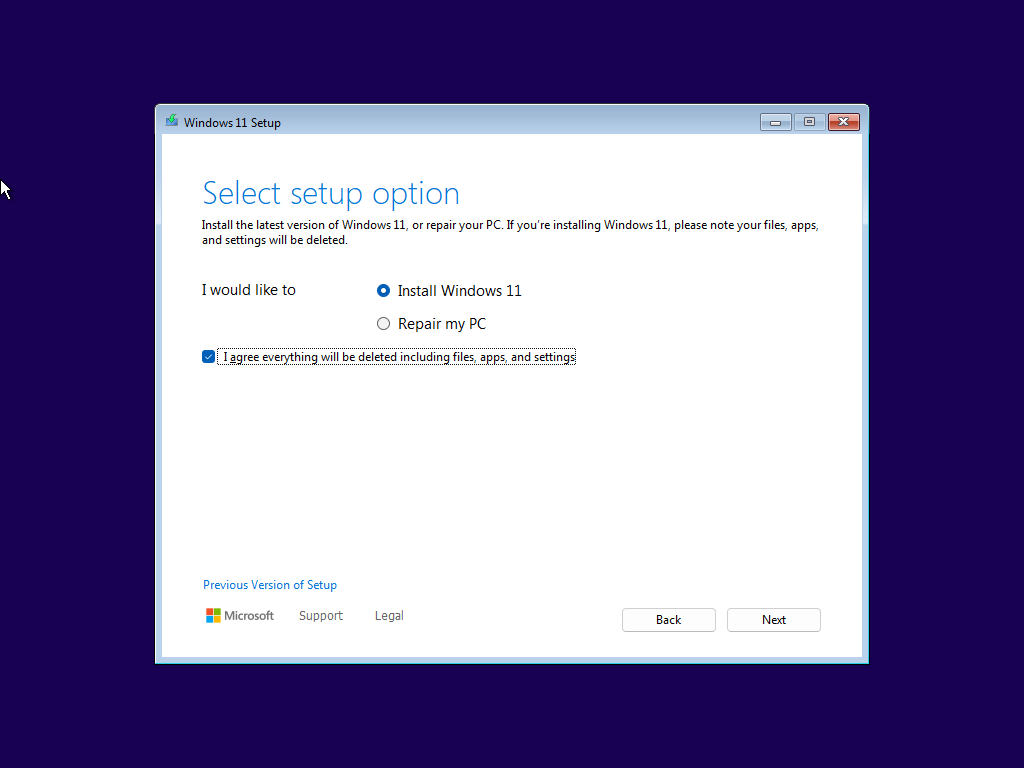 Windows 11 Setup
Select setup option
Install the latest version of Windows 11, or repair your PC. If you're installing Windows 11, please note your files, apps,
and settings will be deleted.
I would like to
Install Windows 11
Repair my PC
I agree everything will be deleted including files, apps, and settings
Previous Version of Setup
Microsoft
Support
Legal
Back
Next